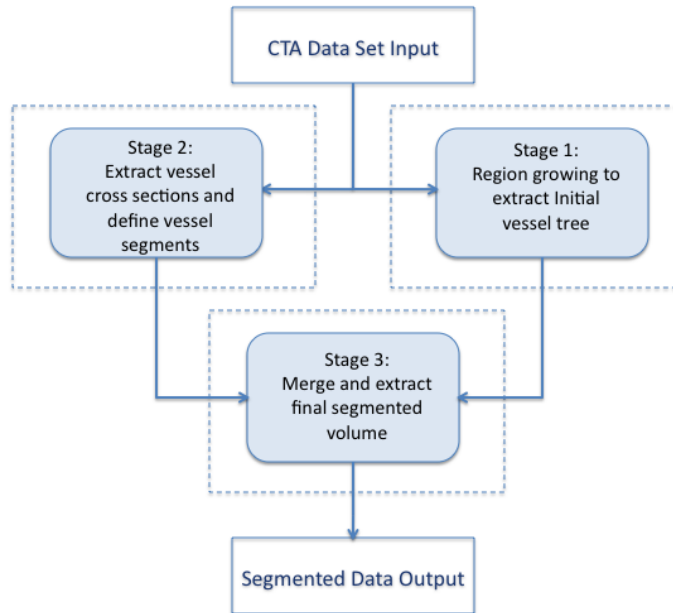 CTA Data Set Input
Stage 2:
Extract vessel
cross sections and
define vessel
segments
Stage 1:
Region growing to
extract Initial
vessel tree
Stage 3:
Merge and extract
final segmented
volume
Segmented Data Output